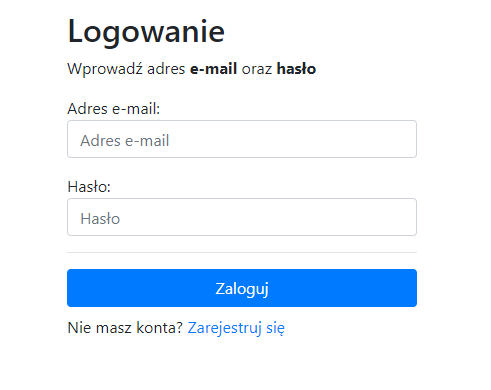 Logowanie
Wprowadź adres e-mail oraz hasło
Adres e-mail:
Adres e-mail
Hasło:
Hasło
Zaloguj
Nie masz konta? Zarejestruj się